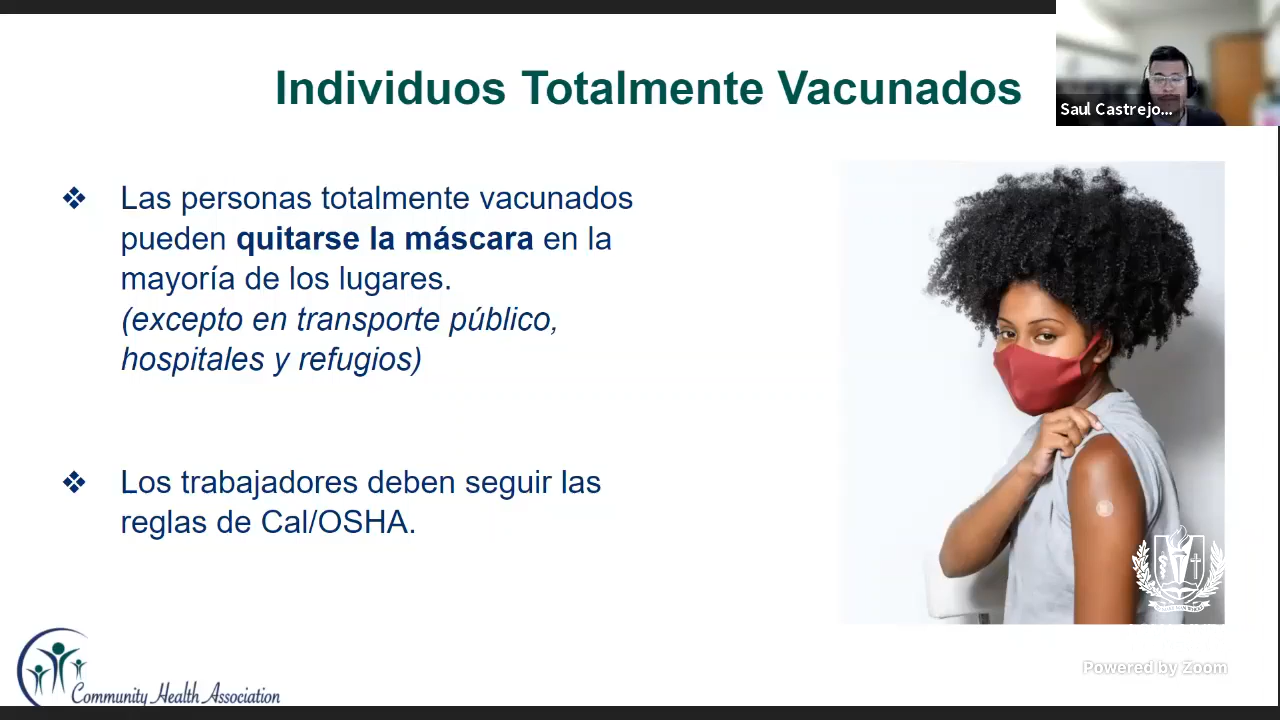 Individuos Totalmente Vacunados
Saul Castrejo...
❖ Las personas totalmente vacunados
pueden quitarse la máscara en la
mayoría de los lugares.
(excepto en transporte público,
hospitales y refugios)
❖ Los trabajadores deben seguir las
reglas de Cal/OSHA.
Powered by Zoom
Community Health Association